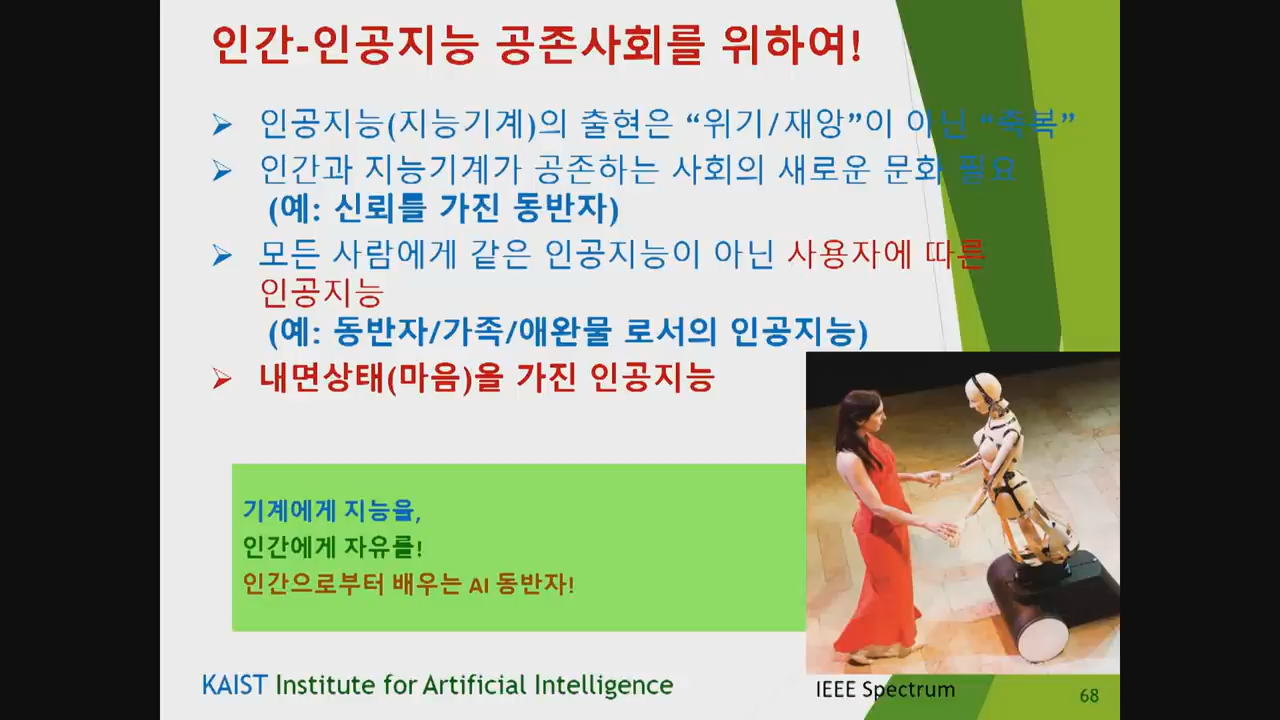 인간-인공지능 공존사회를 위하여!
➢ 인공지능(지능기계)의 출현은 “위기/재앙”이 아닌 “축복”
➢ 인간과 지능기계가 공존하는 사회의 새로운 문화 필요
(예: 신뢰를 가진 동반자)
➢ 모든 사람에게 같은 인공지능이 아닌 사용자에 따른
인공지능
(예: 동반자/가족/애완물 로서의 인공지능)
➢ 내면상태(마음)을 가진 인공지능
기계에게 지능을,
인간에게 자유를!
인간으로부터 배우는 AI 동반자!
KAIST Institute for Artificial Intelligence
IEEE Spectrum
68